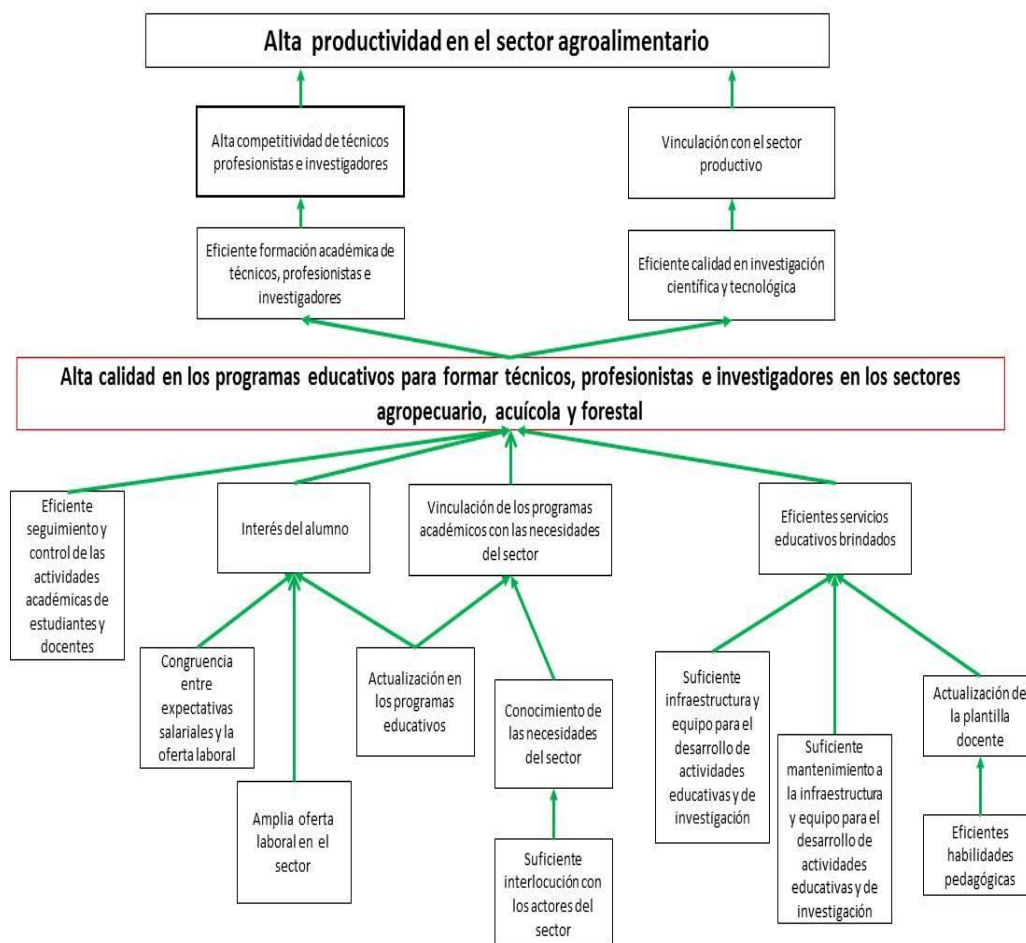 Alta productividad en el sector agroalimentario
Alta competitividad de técnicos
profesionistas e investigadores
Vinculación con el sector
productivo
Eficiente formación académica de
técnicos, profesionistas e
investigadores
Eficiente calidad en investigación
científica y tecnológica
Alta calidad en los programas educativos para formar técnicos, profesionistas e investigadores en los sectores
agropecuario, acuícola y forestal
Eficiente
seguimiento y
control de las
actividades
académicas de
estudiantes y
docentes
Interés del alumno
Vinculación de los programas
académicos con las necesidades
del sector
Eficientes servicios
educativos brindados
Congruencia
entre
expectativas
salariales y la
oferta laboral
Actualización en
los programas
educativos
Conocimiento de
las necesidades
del sector
Suficiente
infraestructura y
equipo para el
desarrollo de
actividades
educativas y de
investigación
Actualización de
la plantilla
docente
Amplia oferta
laboral en el
sector
Suficiente
mantenimiento a
la infraestructura
y equipo para el
desarrollo de
actividades
educativas y de
investigación
Suficiente
interlocución con
los actores del
sector
Eficientes
habilidades
pedagógicas